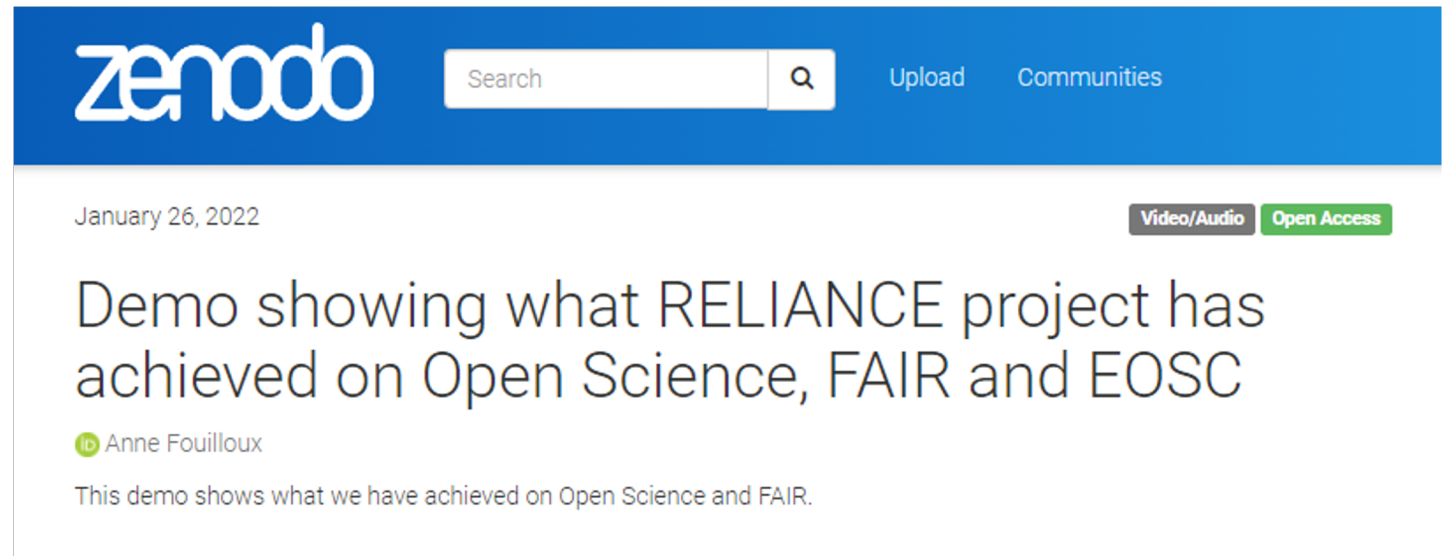 zenodo
Search
Upload
Communities
January 26, 2022
Video/Audio
Open Access
Demo showing what RELIANCE project has
achieved on Open Science, FAIR and EOSC
iD Anne Fouilloux
This demo shows what we have achieved on Open Science and FAIR.